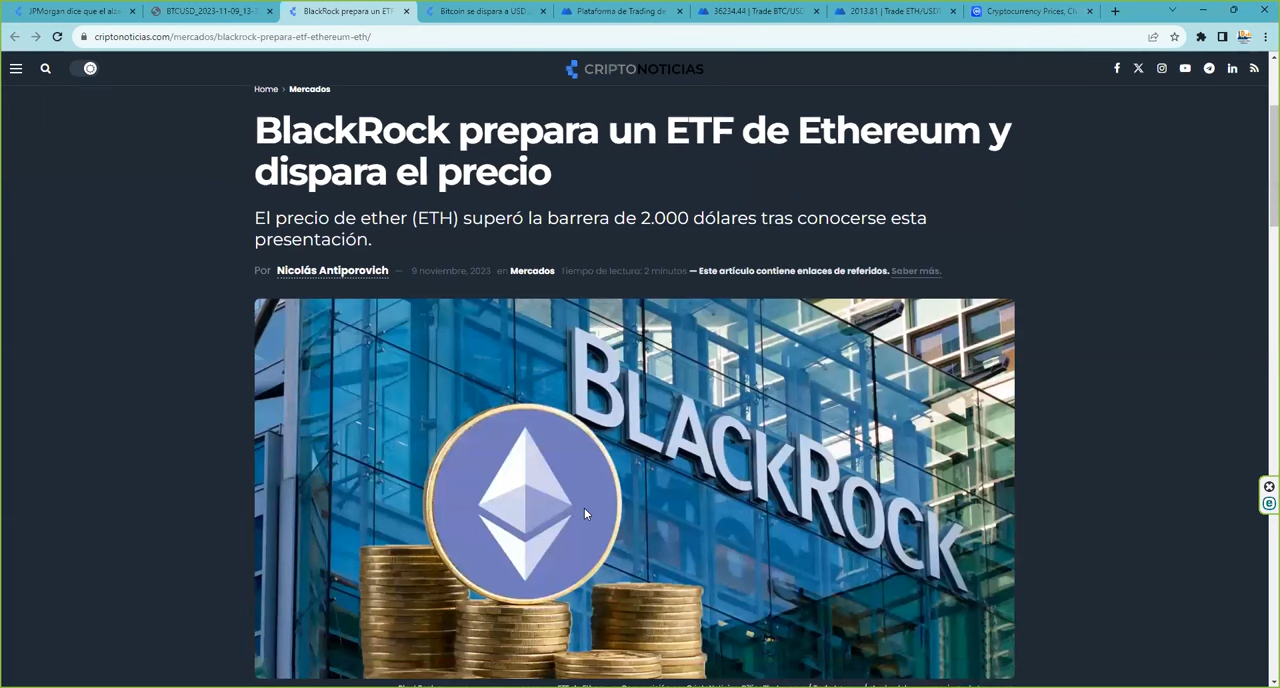 JPMorgan dice que el alza
BTCUSD_2023-11-09_13-
BlackRock prepara un ETF
Bitcoin se dispara a USD
Plataforma de Trading de
36234.44 | Trade BTC/USD
2013.81 | Trade ETH/USDT
Cryptocurrency Prices, Ch
criptonoticias.com/mercados/blackrock-prepara-etf-ethereum-eth/
CRIPTONOTICIAS
Home > Mercados
BlackRock prepara un ETF de Ethereum y
dispara el precio
El precio de ether (ETH) superó la barrera de 2.000 dólares tras conocerse esta
presentación.
Por Nicolás Antiporovich — 9 noviembre, 2023 en Mercados Tiempo de lectura: 2 minutos — Este artículo contiene enlaces de referidos. Saber más.
BLACKROCK